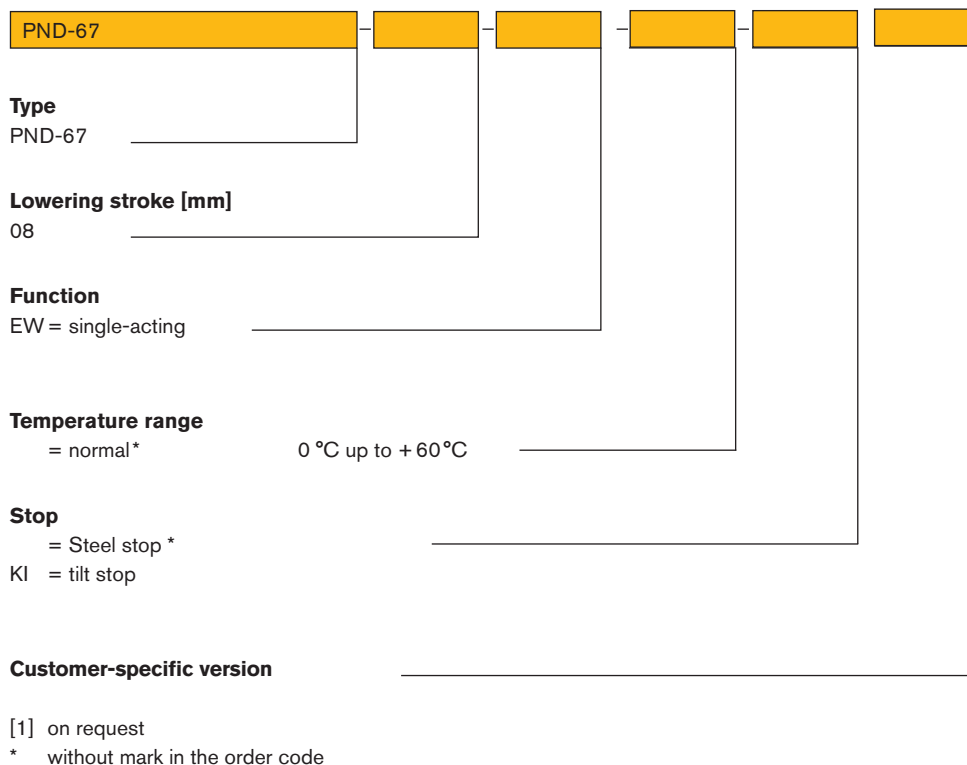 PND-67
Type
PND-67
Lowering stroke [mm]
08
Function
EW = single-acting
Temperature range
= normal* 0 °C up to +60°C
Stop
= Steel stop *
KI = tilt stop
Customer-specific version
[1] on request
* without mark in the order code